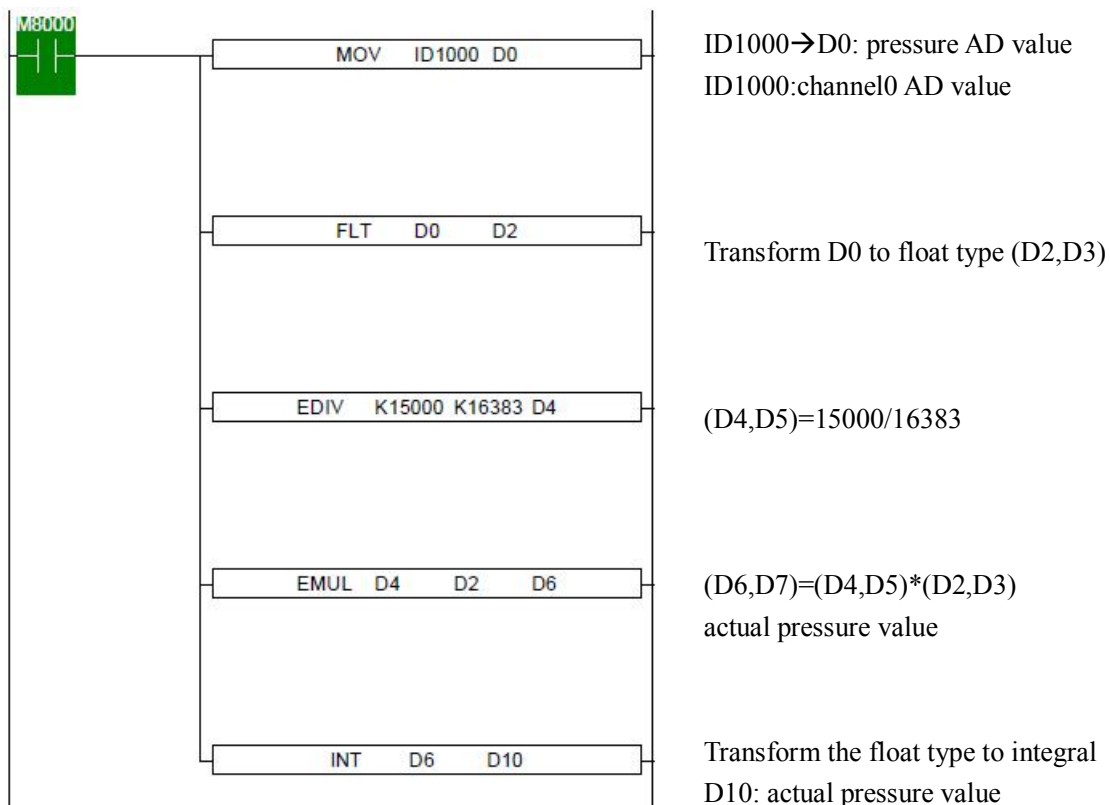 M8000
MOV ID1000 D0
ID1000→D0: pressure AD value
ID1000:channel0 AD value
FLT D0 D2
Transform D0 to float type (D2,D3)
EDIV K15000 K16383 D4
(D4,D5)=15000/16383
EMUL D4 D2 D6
(D6,D7)=(D4,D5)*(D2,D3)
actual pressure value
INT D6 D10
Transform the float type to integral
D10: actual pressure value